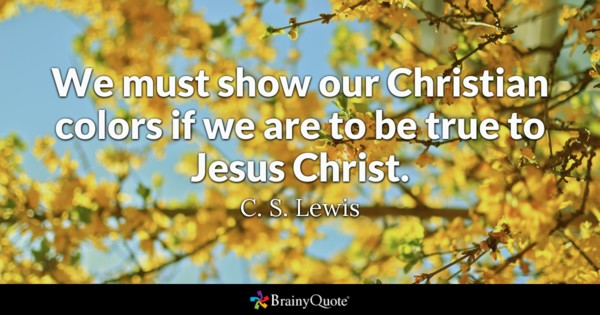 We must show our Christian
colors if we are to be true to
Jesus Christ.
C. S. Lewis
BrainyQuote®